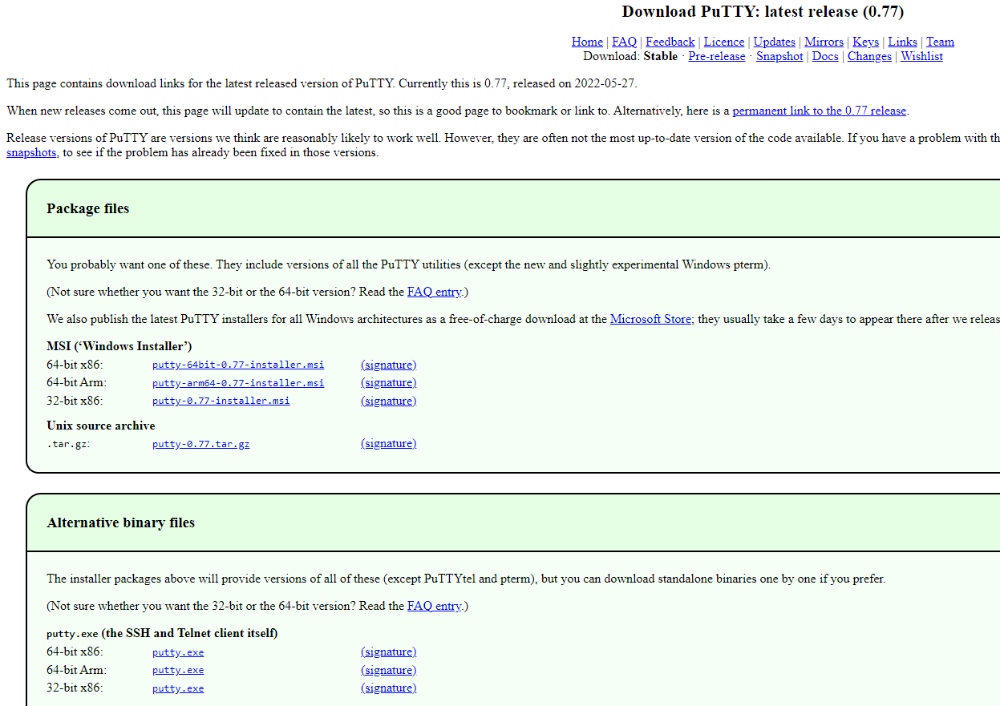 Download PuTTY: latest release (0.77)
Home | FAQ | Feedback | Licence | Updates | Mirrors | Keys | Links | Team
Download: Stable · Pre-release · Snapshot | Docs | Changes | Wishlist
This page contains download links for the latest released version of PuTTY. Currently this is 0.77, released on 2022-05-27.
When new releases come out, this page will update to contain the latest, so this is a good page to bookmark or link to. Alternatively, here is a permanent link to the 0.77 release.
Release versions of PuTTY are versions we think are reasonably likely to work well. However, they are often not the most up-to-date version of the code available. If you have a problem with th
snapshots, to see if the problem has already been fixed in those versions.
Package files
You probably want one of these. They include versions of all the PuTTY utilities (except the new and slightly experimental Windows pterm).
(Not sure whether you want the 32-bit or the 64-bit version? Read the FAQ entry.)
We also publish the latest PuTTY installers for all Windows architectures as a free-of-charge download at the Microsoft Store; they usually take a few days to appear there after we releas
MSI (‘Windows Installer’)
64-bit x86: putty-64bit-0.77-installer.msi (signature)
64-bit Arm: putty-arm64-0.77-installer.msi (signature)
32-bit x86: putty-0.77-installer.msi (signature)
Unix source archive
.tar.gz: putty-0.77.tar.gz (signature)
Alternative binary files
The installer packages above will provide versions of all of these (except PuTTYtel and pterm), but you can download standalone binaries one by one if you prefer.
(Not sure whether you want the 32-bit or the 64-bit version? Read the FAQ entry.)
putty.exe (the SSH and Telnet client itself)
64-bit x86: putty.exe (signature)
64-bit Arm: putty.exe (signature)
32-bit x86: putty.exe (signature)